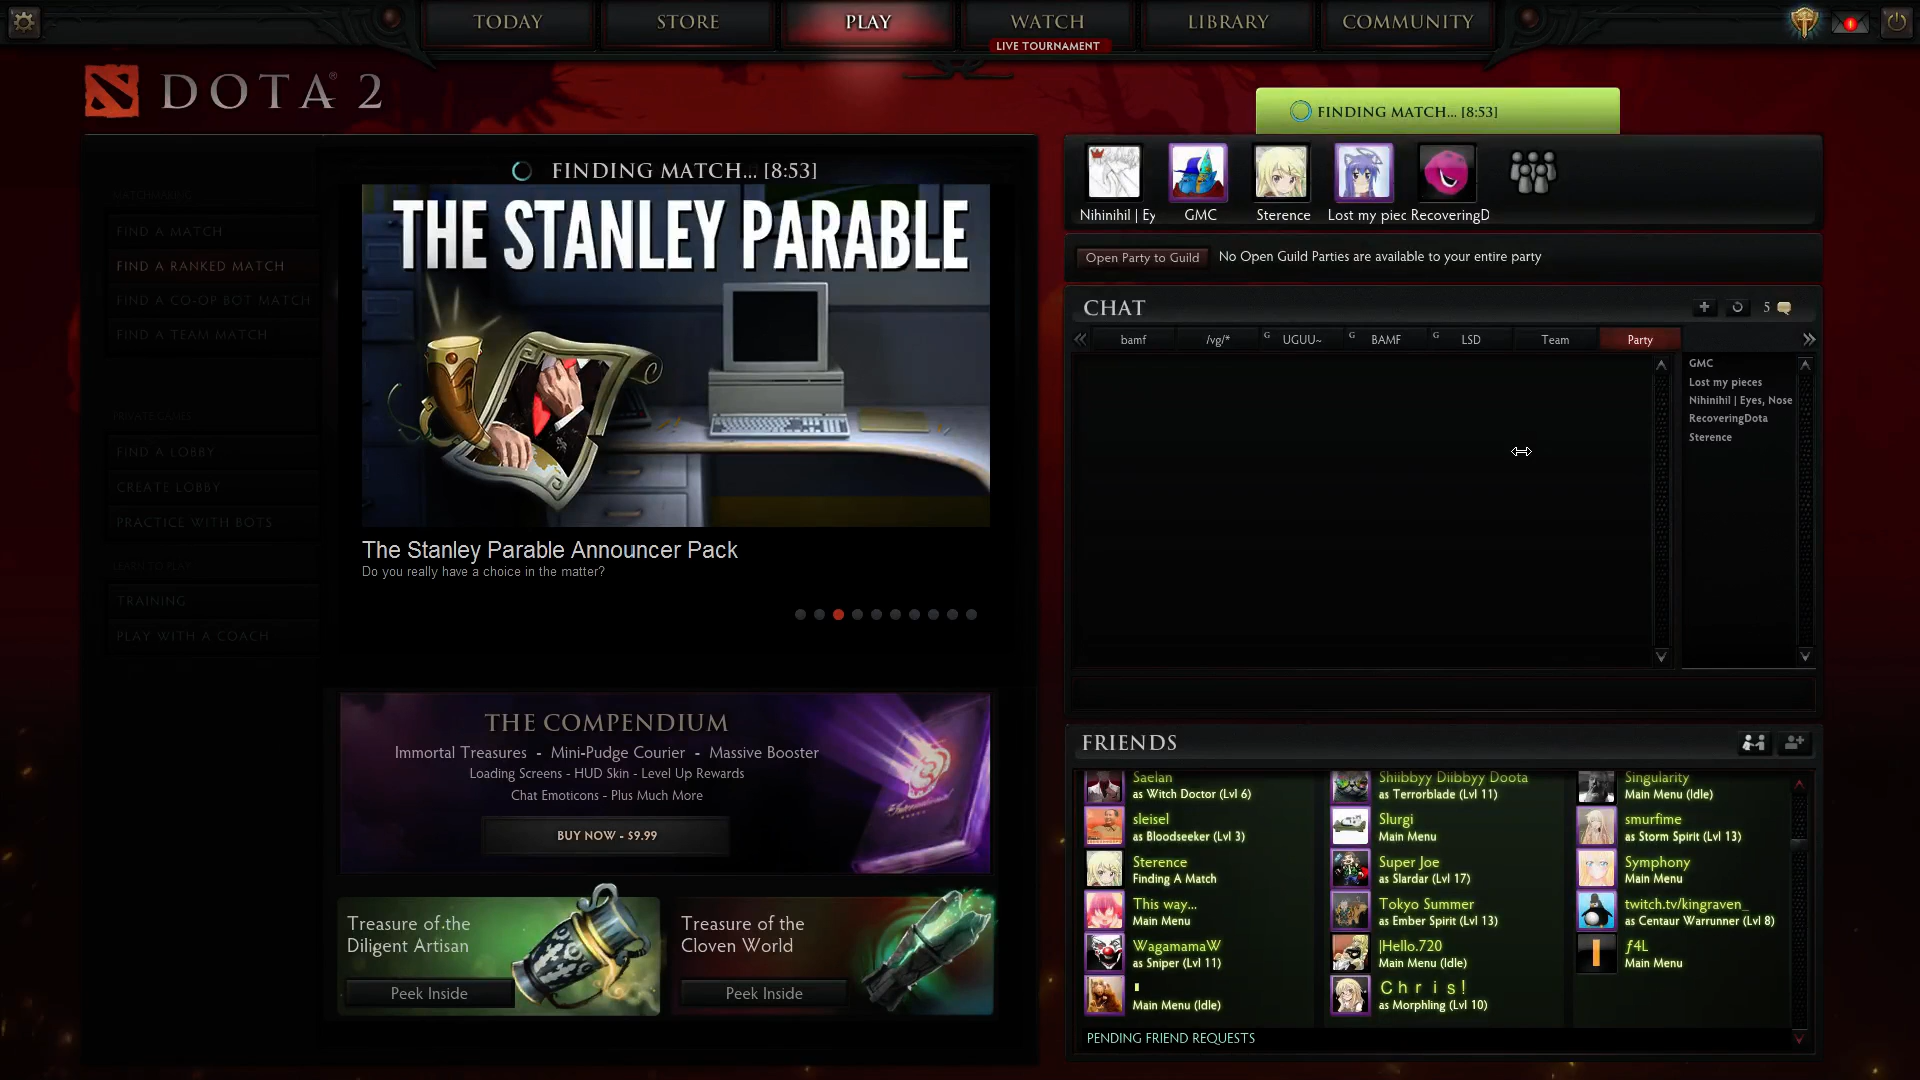 TODAY
STORE
PLAY
WATCH
LIBRARY
COMMUNITY
LIVE TOURNAMENT
DOTA® 2
FINDING MATCH... [8:53]
FINDING MATCH... [8:53]
MATCHMAKING
FIND A MATCH
FIND A RANKED MATCH
FIND A CO-OP BOT MATCH
FIND A TEAM MATCH
PRIVATE GAMES
FIND A LOBBY
CREATE LOBBY
PRACTICE WITH BOTS
LEARN TO PLAY
TRAINING
PLAY WITH A COACH
THE STANLEY PARABLE
The Stanley Parable Announcer Pack
Do you really have a choice in the matter?
THE COMPENDIUM
Immortal Treasures - Mini-Pudge Courier - Massive Booster
Loading Screens - HUD Skin - Level Up Rewards
Chat Emoticons - Plus Much More
BUY NOW - $9.99
Treasure of the
Diligent Artisan
Peek Inside
Treasure of the
Cloven World
Peek Inside
Nihinihil | Ey
GMC
Sterence
Lost my piec
RecoveringD
Open Party to Guild
No Open Guild Parties are available to your entire party
CHAT
5
bamf
/vg/*
G UGUU~
G BAMF
G LSD
Team
Party
GMC
Lost my pieces
Nihinihil | Eyes, Nose
RecoveringDota
Sterence
FRIENDS
Saelan
as Witch Doctor (Lvl 6)
Shiibbyy Diibbyy Doota
as Terrorblade (Lvl 11)
Singularity
Main Menu (Idle)
sleisel
as Bloodseeker (Lvl 3)
Slurgi
Main Menu
smurfime
as Storm Spirit (Lvl 13)
Sterence
Finding A Match
Super Joe
as Slardar (Lvl 17)
Symphony
Main Menu
This way...
Main Menu
Tokyo Summer
as Ember Spirit (Lvl 13)
twitch.tv/kingraven_
as Centaur Warrunner (Lvl 8)
WagamamaW
as Sniper (Lvl 11)
|Hello.720
Main Menu (Idle)
ƒ4L
Main Menu
Main Menu (Idle)
Chris!
as Morphling (Lvl 10)
PENDING FRIEND REQUESTS